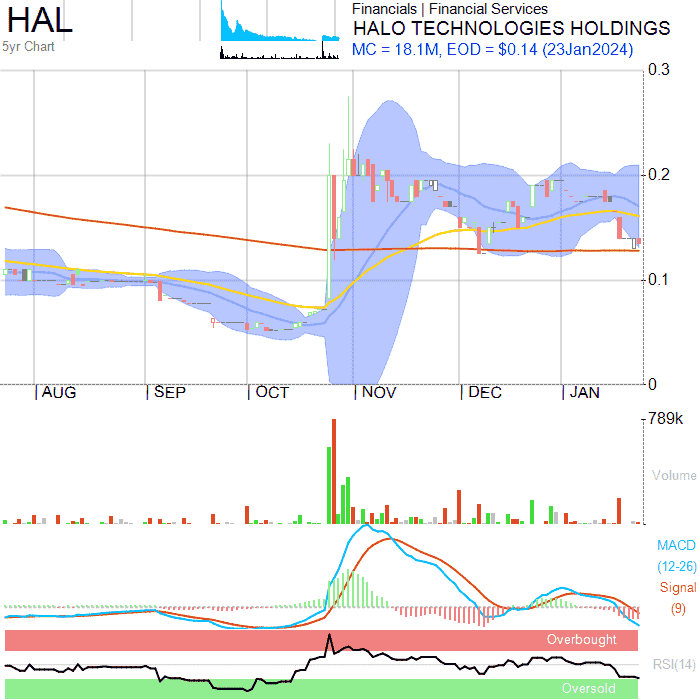 HAL
5yr Chart
Financials | Financial Services
HALO TECHNOLOGIES HOLDINGS
MC = 18.1M, EOD = $0.14 (23Jan2024)
0.3
0.2
0.1
0
AUG SEP OCT NOV DEC JAN
789k
Volume
MACD
(12-26)
Signal
(9)
Overbought
RSI(14)
Oversold